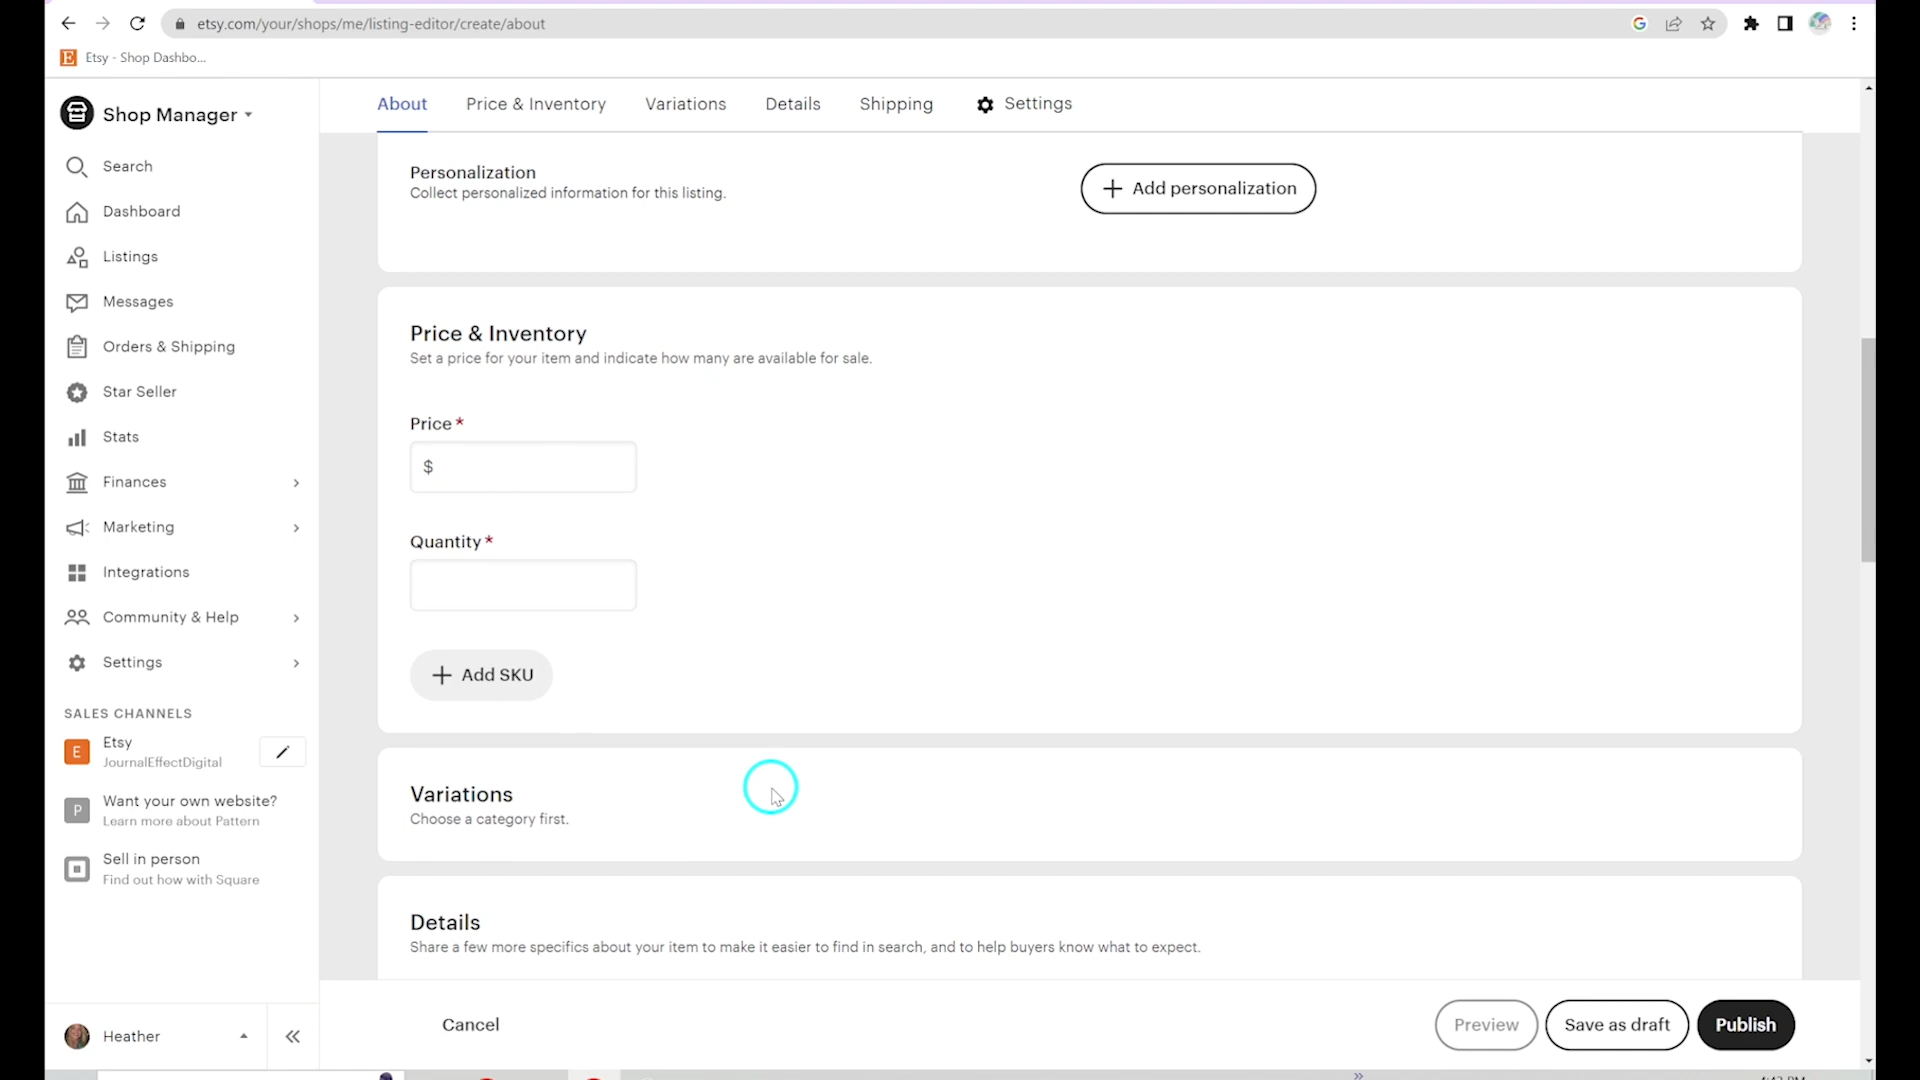 etsy.com/your/shops/me/listing-editor/create/about
Etsy - Shop Dashbo...
Shop Manager
Search
Dashboard
Listings
Messages
Orders & Shipping
Star Seller
Stats
Finances
Marketing
Integrations
Community & Help
Settings
SALES CHANNELS
E
Etsy
JournalEffectDigital
P
Want your own website?
Learn more about Pattern
Sell in person
Find out how with Square
Heather
About Price & Inventory Variations Details Shipping Settings
Personalization
Collect personalized information for this listing.
Add personalization
Price & Inventory
Set a price for your item and indicate how many are available for sale.
Price *
$
Quantity *
Add SKU
Variations
Choose a category first.
Details
Share a few more specifics about your item to make it easier to find in search, and to help buyers know what to expect.
Cancel Preview Save as draft Publish